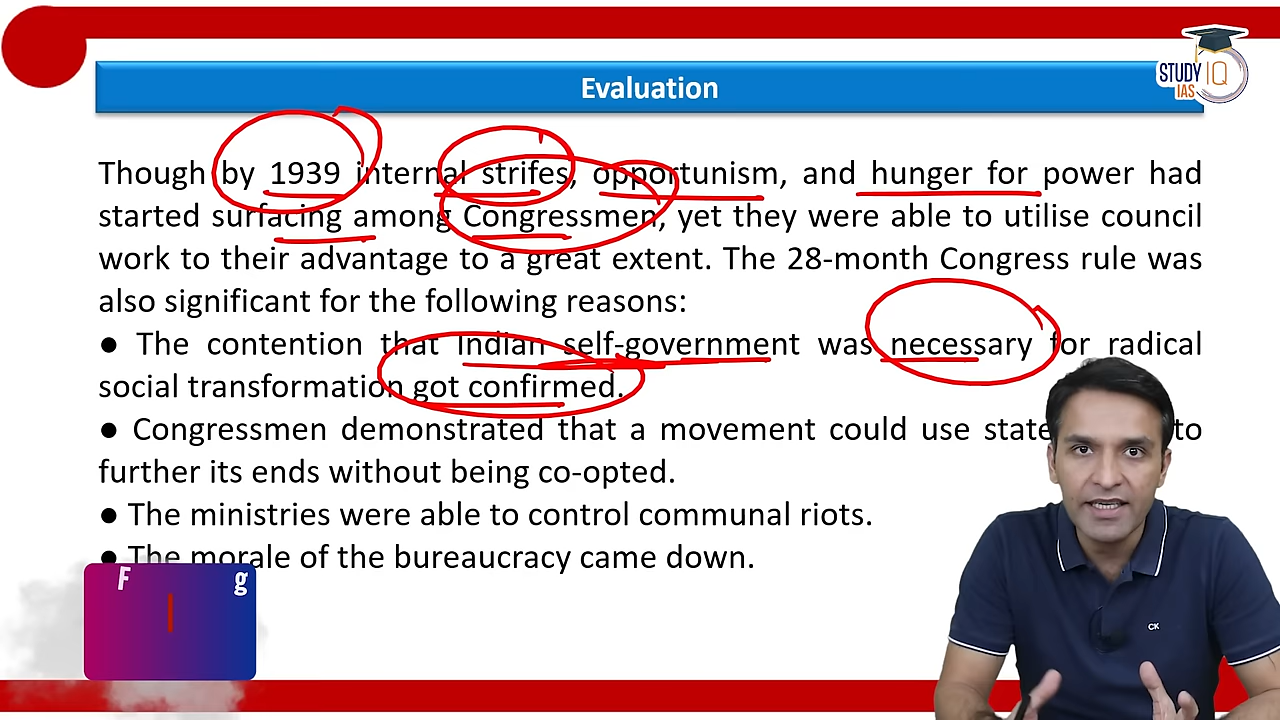 STUDY IQ
IAS
Evaluation
Though by 1939 internal strifes, opportunism, and hunger for power had
started surfacing among Congressmen, yet they were able to utilise council
work to their advantage to a great extent. The 28-month Congress rule was
also significant for the following reasons:
● The contention that Indian self-government was necessary for radical
social transformation got confirmed.
● Congressmen demonstrated that a movement could use state to
further its ends without being co-opted.
● The ministries were able to control communal riots.
● The morale of the bureaucracy came down.
F g
CK